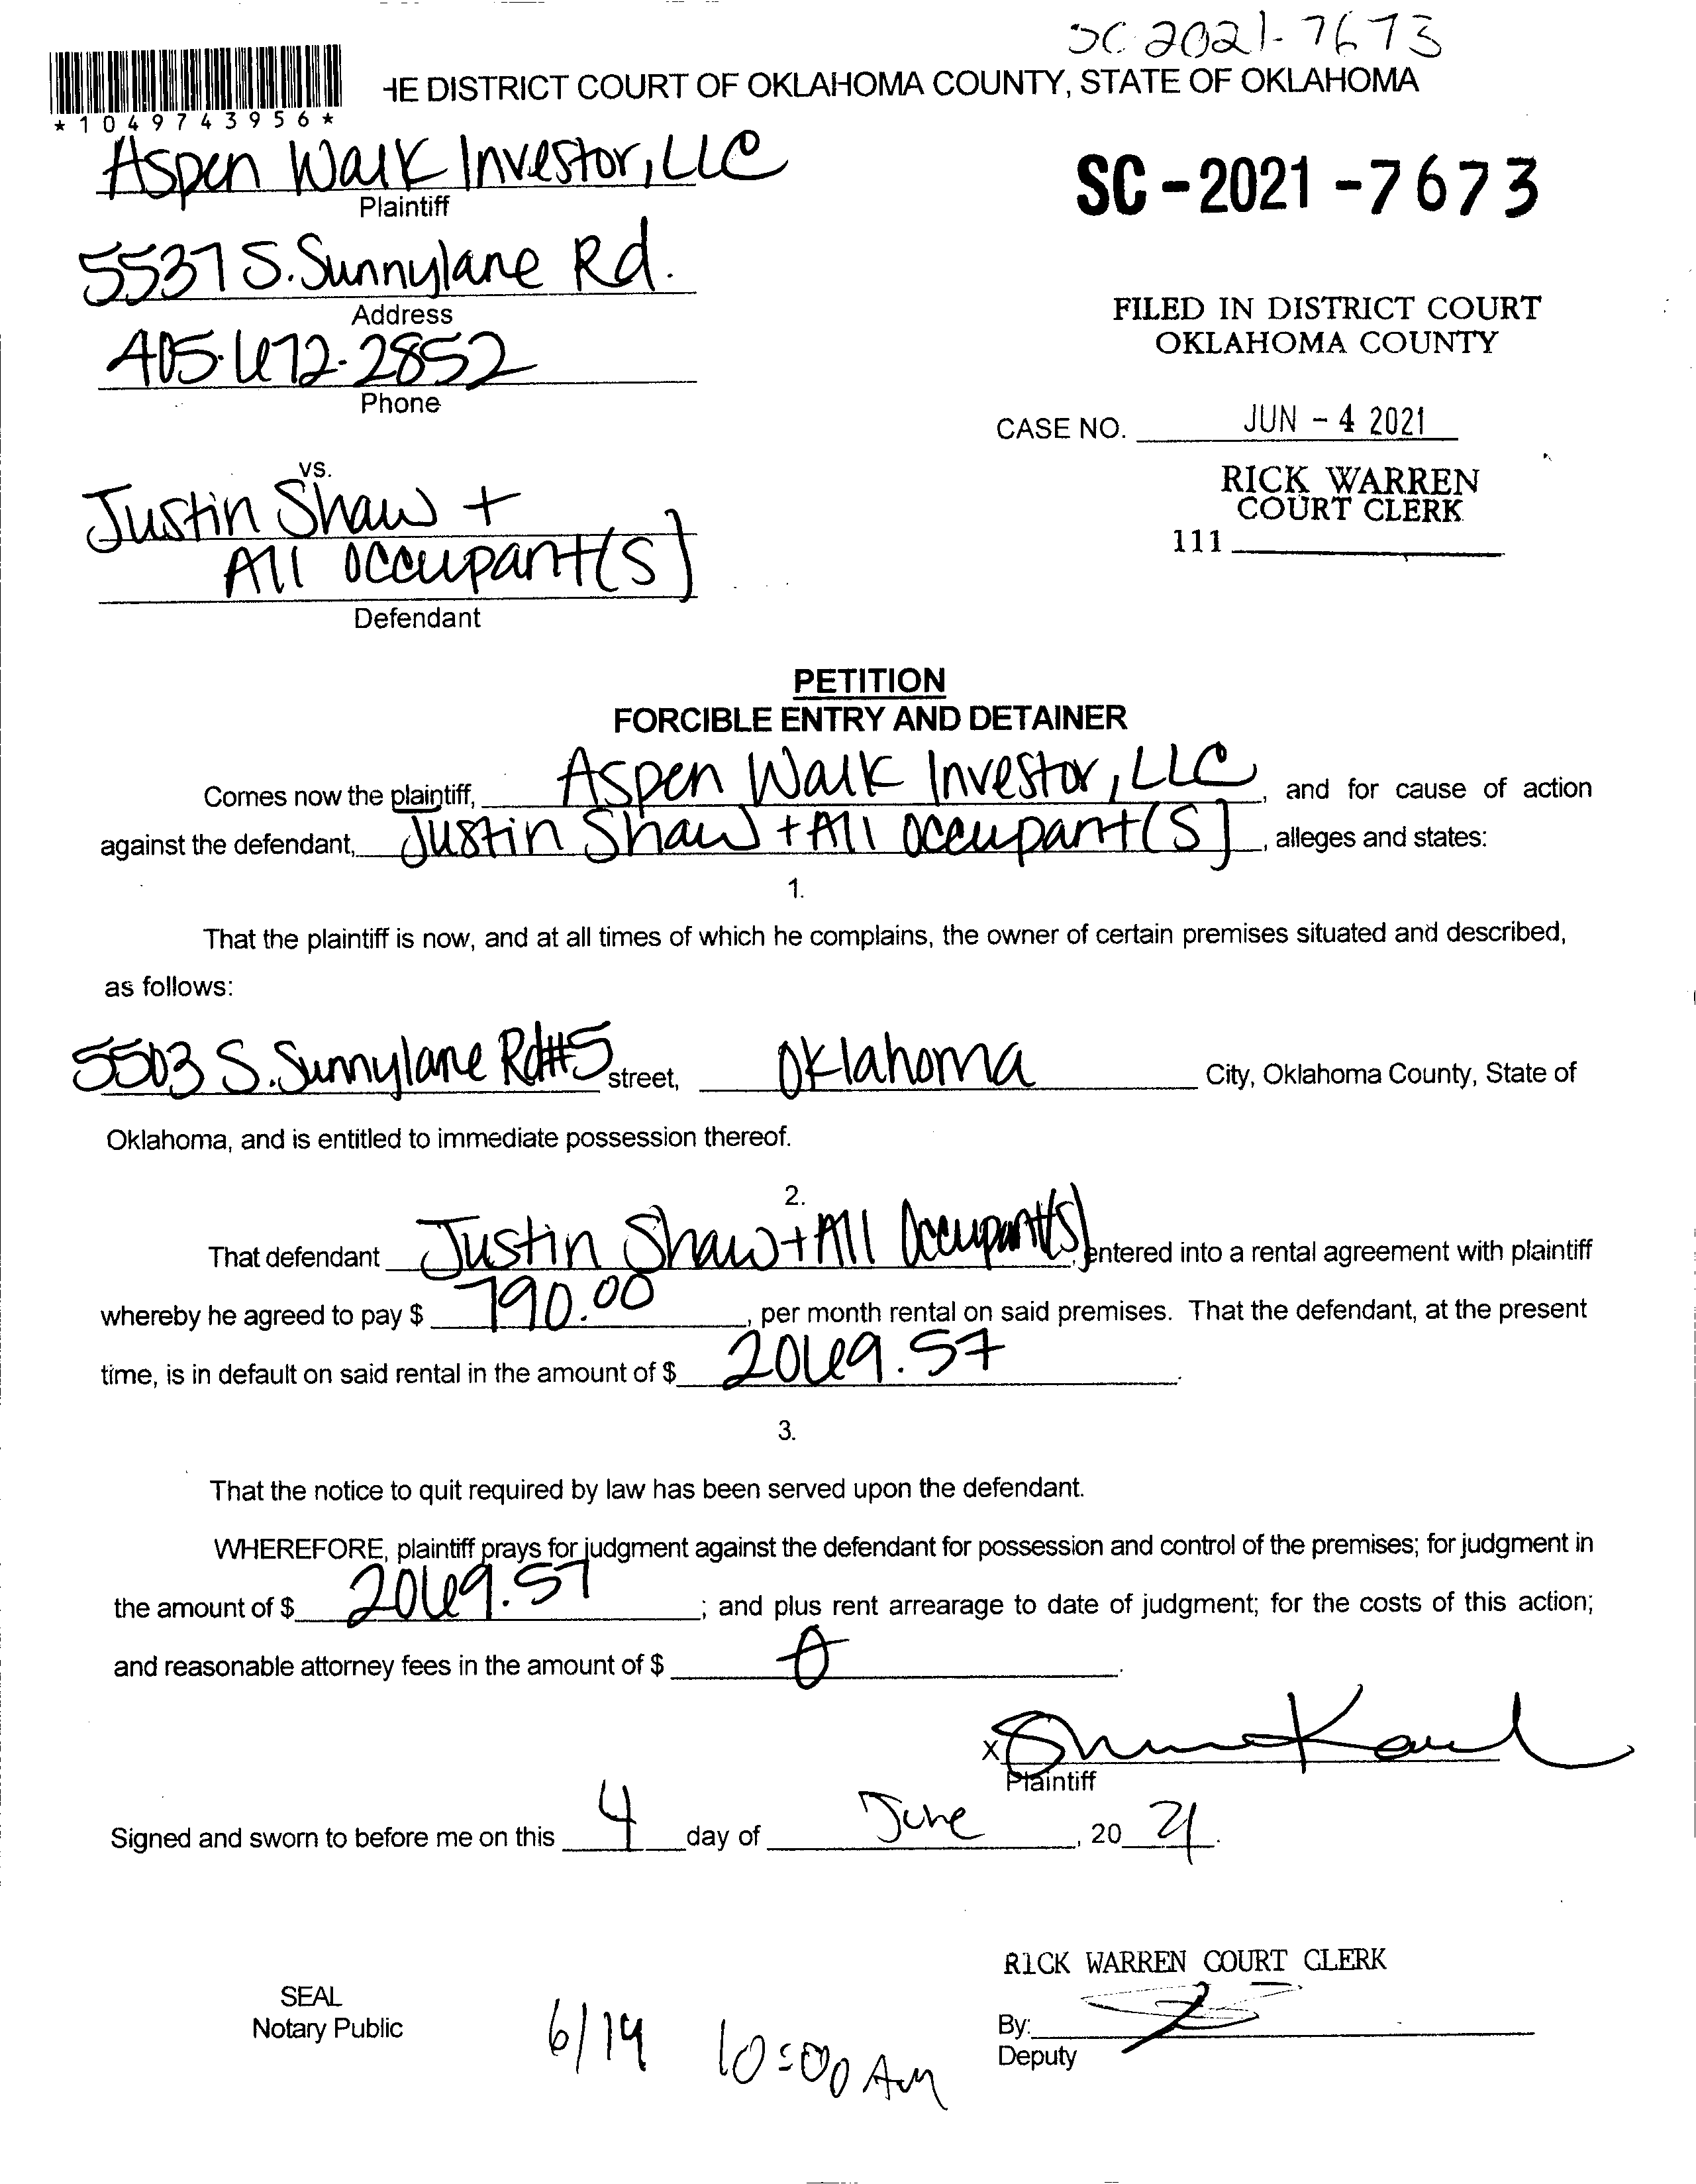 SC 2021-7673
HE DISTRICT COURT OF OKLAHOMA COUNTY, STATE OF OKLAHOMA
*1049743956*
Aspen Walk Investor, LLC
Plaintiff
SC-2021-7673
5537 S. Sunnylane Rd.
Address
FILED IN DISTRICT COURT
OKLAHOMA COUNTY
405-672-2852
Phone
CASE NO. JUN - 4 2021
vs.
RICK WARREN
COURT CLERK
111
Justin Shaw +
All Occupant(s)
Defendant
PETITION
FORCIBLE ENTRY AND DETAINER
Comes now the plaintiff, Aspen Walk Investor, LLC, and for cause of action
against the defendant, Justin Shaw + All Occupant(s), alleges and states:
1.
That the plaintiff is now, and at all times of which he complains, the owner of certain premises situated and described,
as follows:
5503 S. Sunnylane Rd #5 street, Oklahoma City, Oklahoma County, State of
Oklahoma, and is entitled to immediate possession thereof.
2.
That defendant Justin Shaw + All Occupant(s), entered into a rental agreement with plaintiff
whereby he agreed to pay $ 790.00, per month rental on said premises. That the defendant, at the present
time, is in default on said rental in the amount of $ 2069.57.
3.
That the notice to quit required by law has been served upon the defendant.
WHEREFORE, plaintiff prays for judgment against the defendant for possession and control of the premises; for judgment in
the amount of $ 2069.57; and plus rent arrearage to date of judgment; for the costs of this action;
and reasonable attorney fees in the amount of $ 0.
X
Plaintiff
Signed and sworn to before me on this 4 day of June, 20 21.
RICK WARREN COURT CLERK
SEAL
Notary Public
6/14 10:00 AM
By:
Deputy